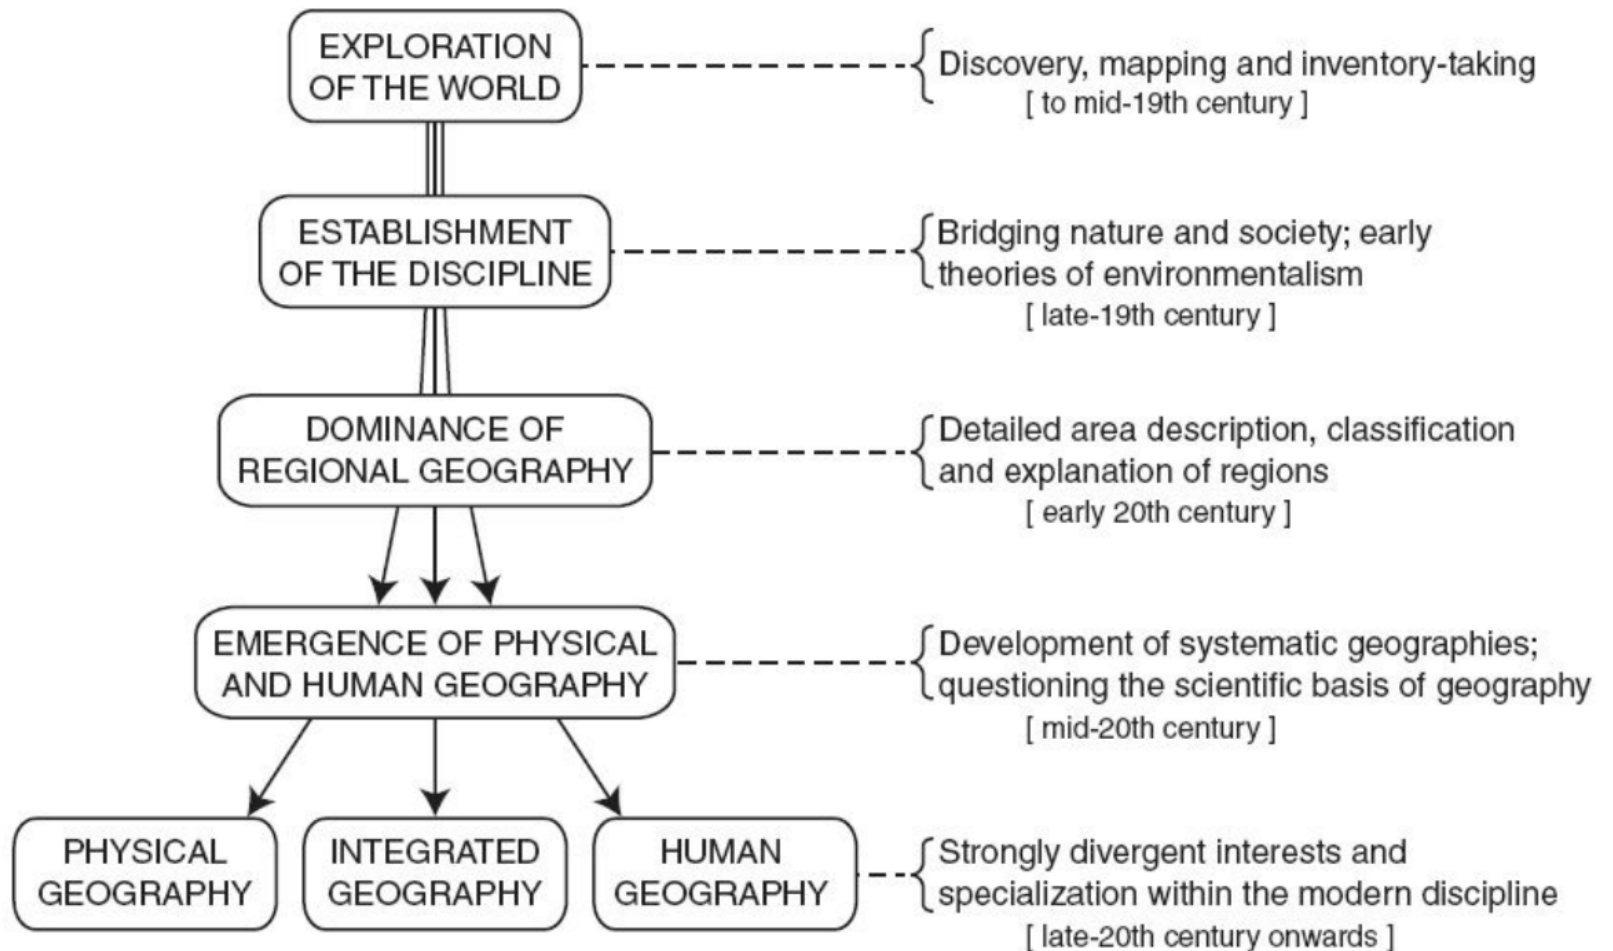 EXPLORATION
OF THE WORLD
Discovery, mapping and inventory-taking
[ to mid-19th century ]
ESTABLISHMENT
OF THE DISCIPLINE
Bridging nature and society; early
theories of environmentalism
[ late-19th century ]
DOMINANCE OF
REGIONAL GEOGRAPHY
Detailed area description, classification
and explanation of regions
[ early 20th century ]
EMERGENCE OF PHYSICAL
AND HUMAN GEOGRAPHY
Development of systematic geographies;
questioning the scientific basis of geography
[ mid-20th century ]
PHYSICAL
GEOGRAPHY
INTEGRATED
GEOGRAPHY
HUMAN
GEOGRAPHY
Strongly divergent interests and
specialization within the modern discipline
[ late-20th century onwards ]